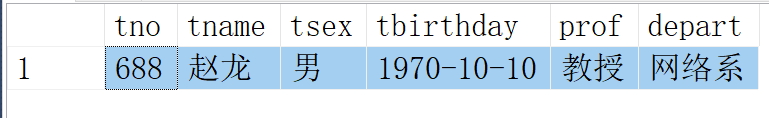 tno tname tsex tbirthday prof depart
1 688 赵龙 男 1970-10-10 教授 网络系